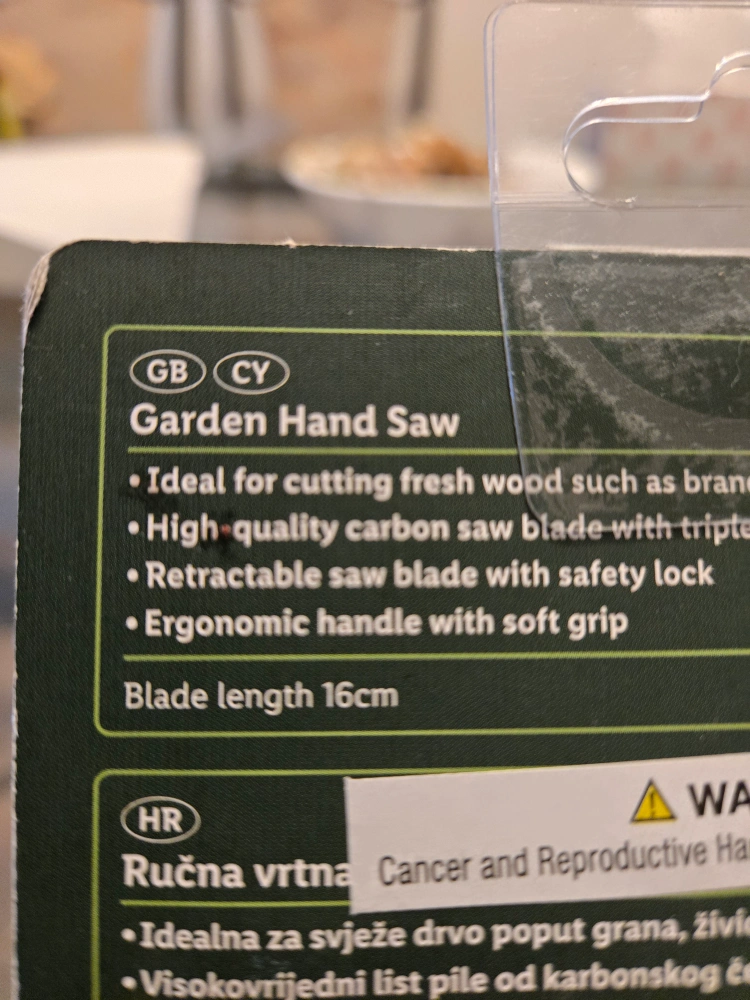 GB CY
Garden Hand Saw
• Ideal for cutting fresh wood such as
• High-quality carbon saw blade with
• Retractable saw blade with safety lock
• Ergonomic handle with soft grip
Blade length 16cm
HR
Ručna
Cancer and Reproductive
• Idealna za svježe drvo poput grana,
• Visokovrijedni list pile od karbonskog